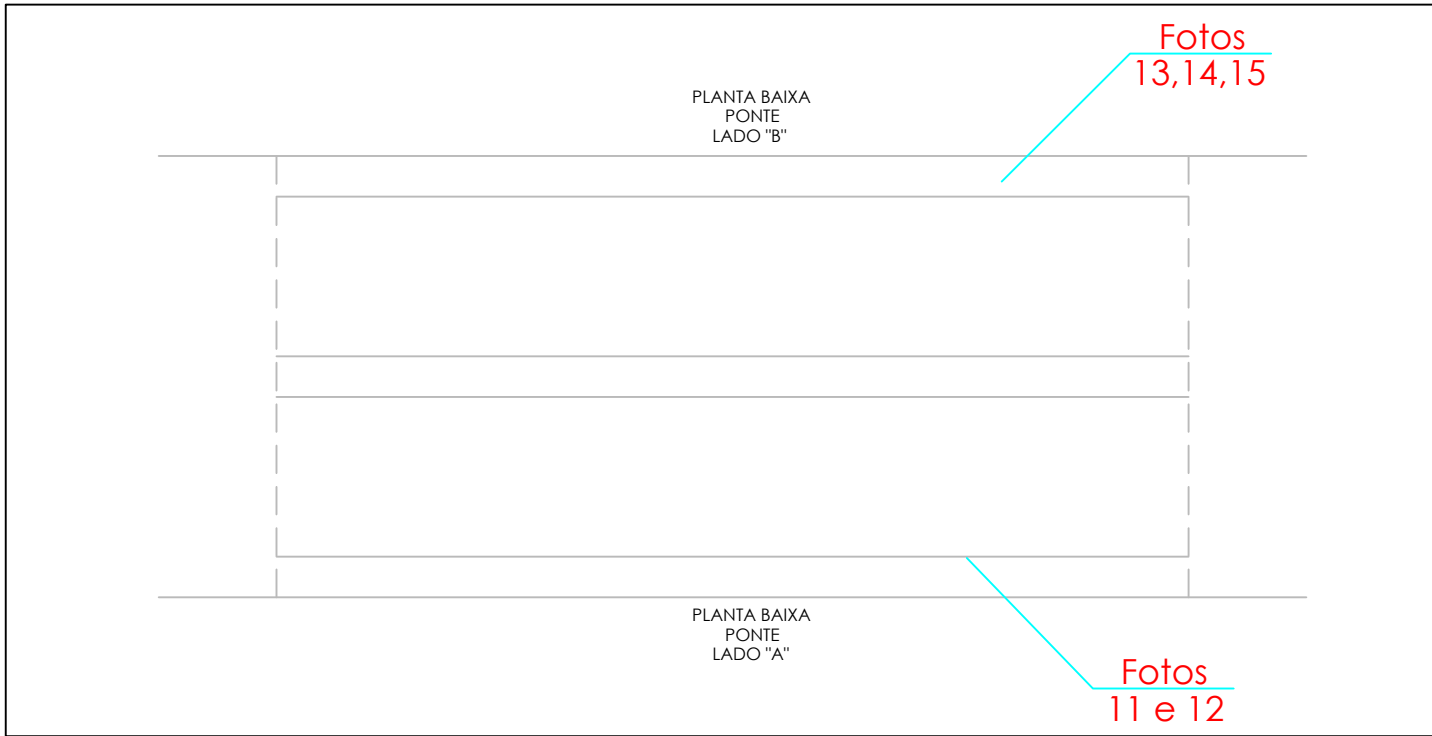 Fotos
13,14,15
PLANTA BAIXA
PONTE
LADO "B"
PLANTA BAIXA
PONTE
LADO "A"
Fotos
11 e 12